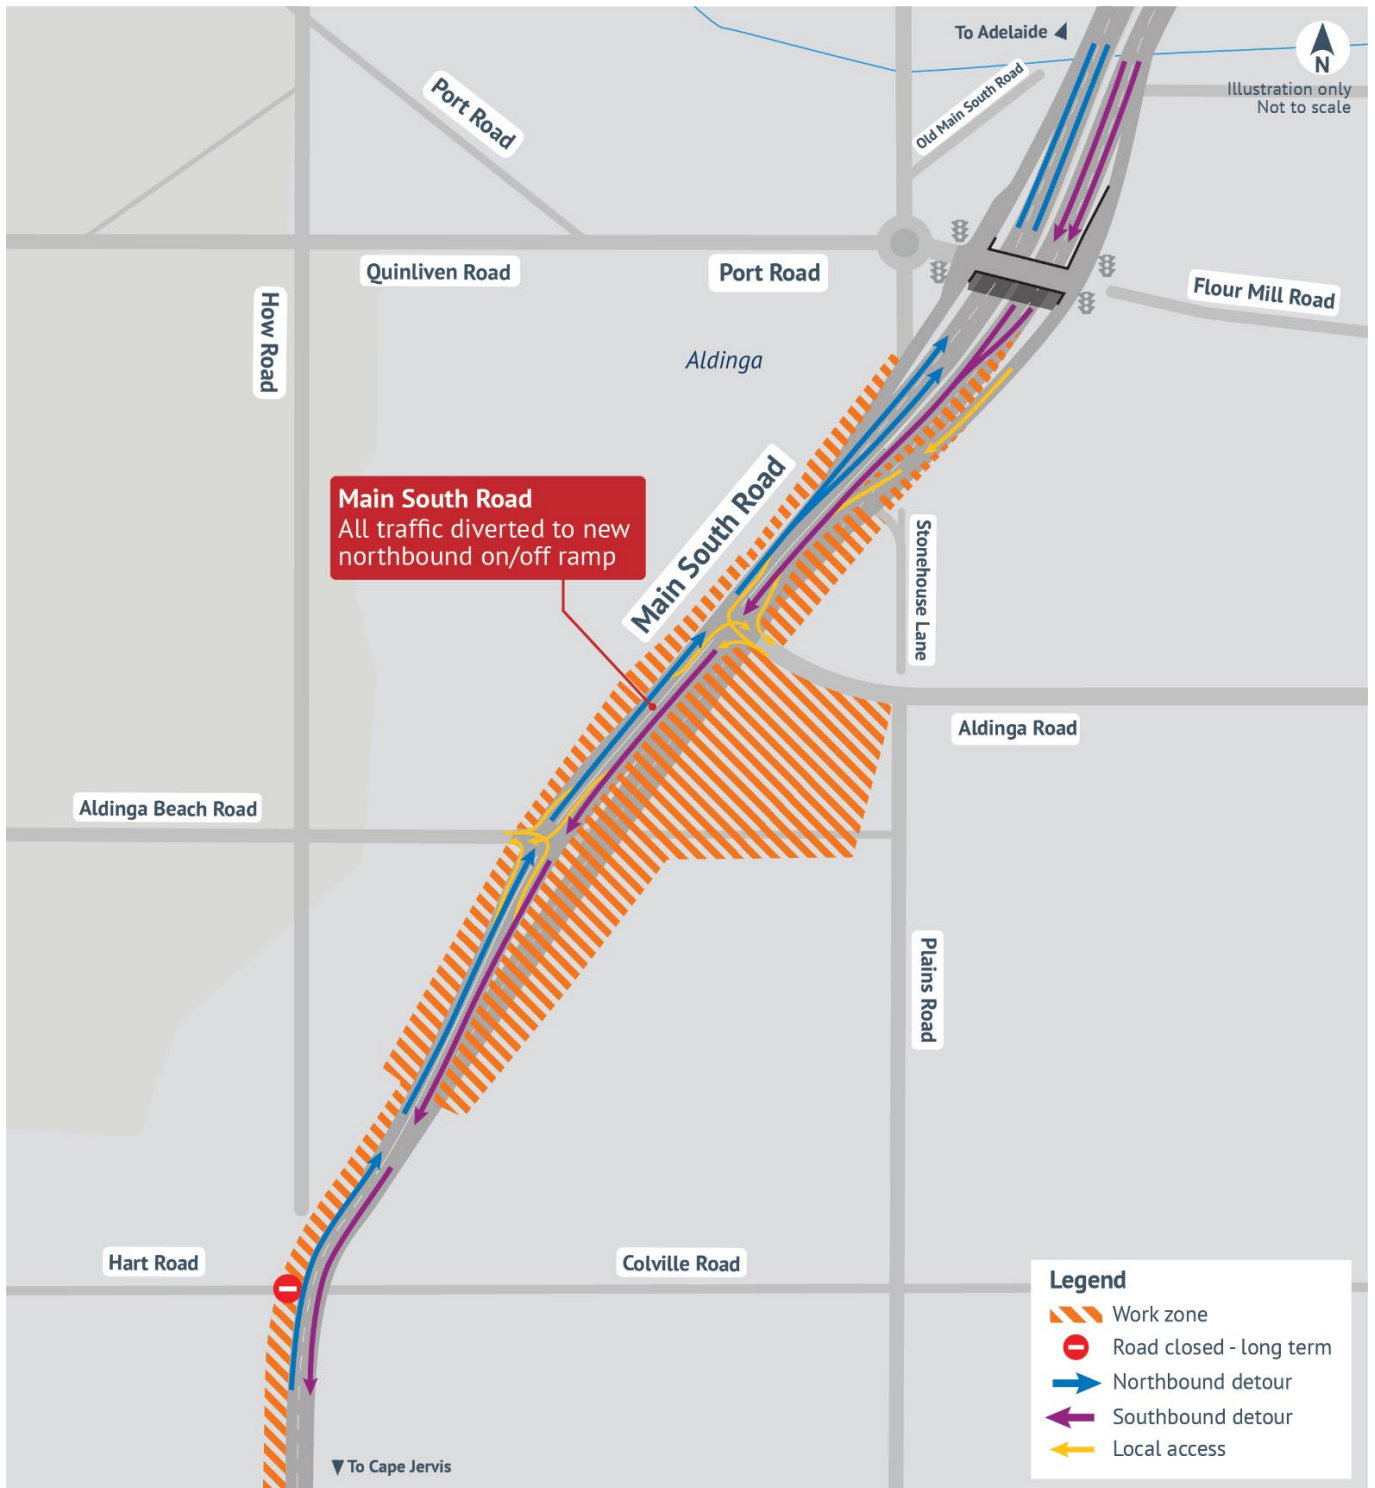 To Adelaide
N
Illustration only
Not to scale
Port Road
Old Main South Road
Quinliven Road
Port Road
Flour Mill Road
How Road
Aldinga
Main South Road
Main South Road
All traffic diverted to new
northbound on/off ramp
Stonehouse Lane
Aldinga Road
Aldinga Beach Road
Plains Road
Hart Road
Colville Road
Legend
Work zone
Road closed - long term
Northbound detour
Southbound detour
Local access
To Cape Jervis